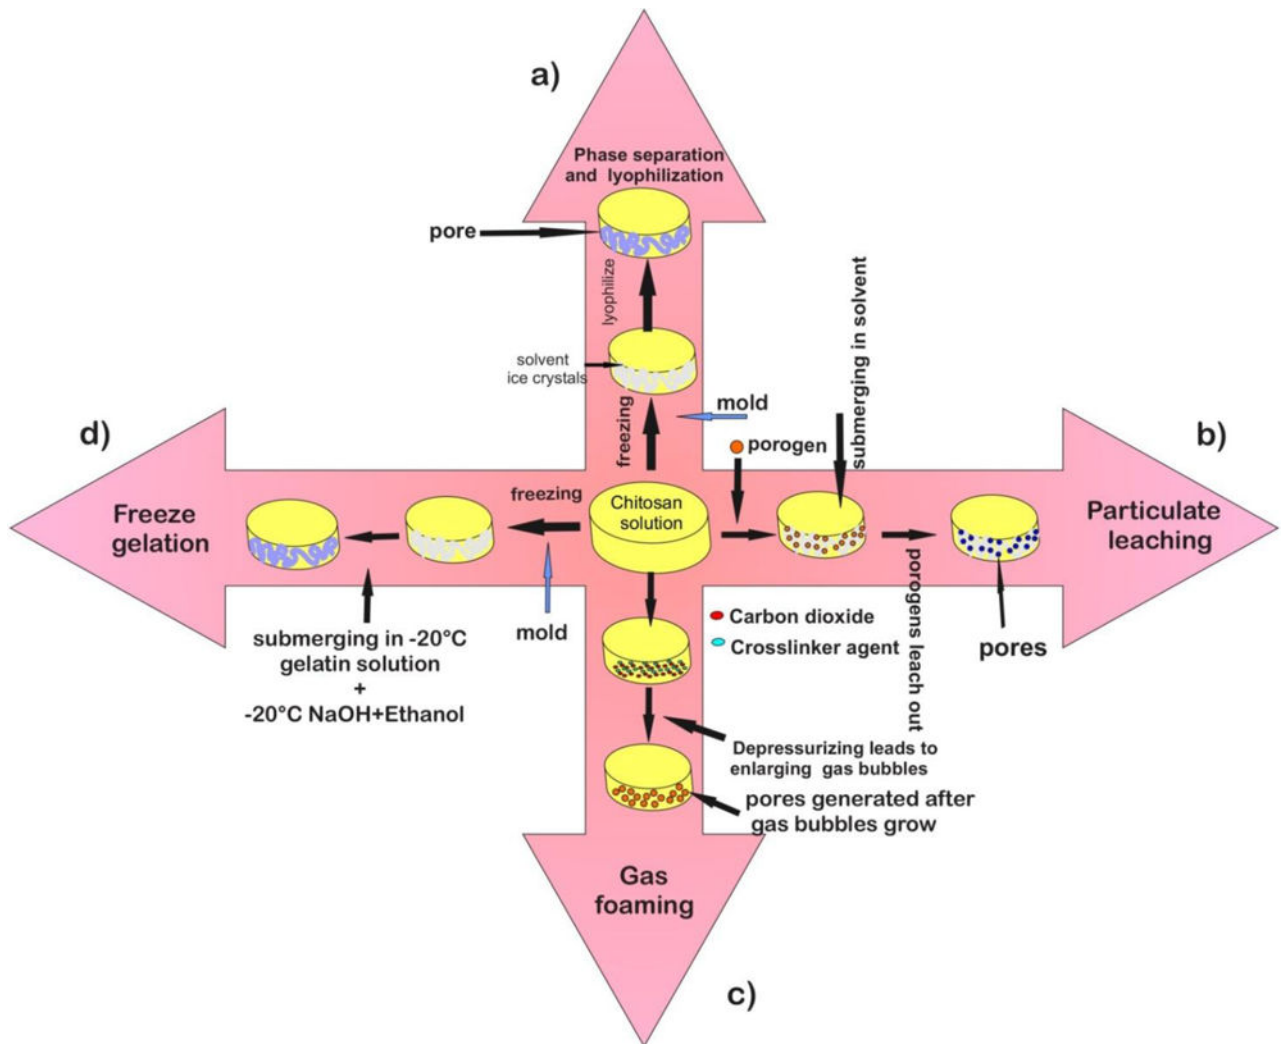 a)
Phase separation
and lyophilization
pore
lyophilize
solvent
ice crystals
freezing
mold
submerging in solvent
porogen
d)
b)
Freeze
gelation
freezing
Chitosan
solution
Particulate
leaching
mold
submerging in -20°C
gelatin solution
+
-20°C NaOH+Ethanol
Carbon dioxide
Crosslinker agent
porogens leach out
pores
Depressurizing leads to
enlarging gas bubbles
pores generated after
gas bubbles grow
Gas
foaming
c)